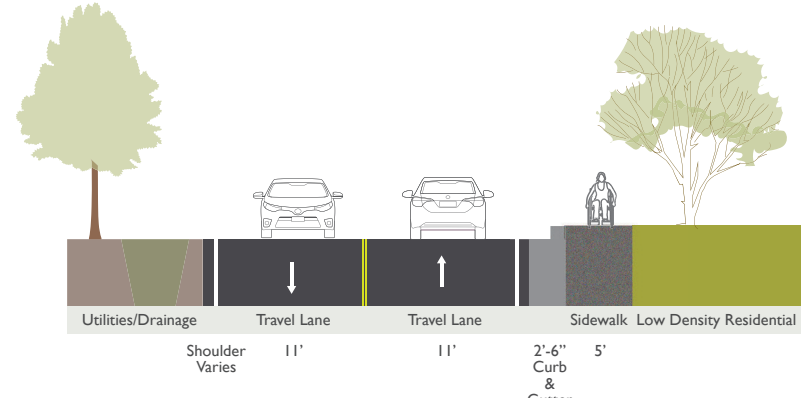 Utilities/Drainage Travel Lane Travel Lane Sidewalk Low Density Residential
Shoulder Varies 11' 11' 2'-6" Curb & 5'